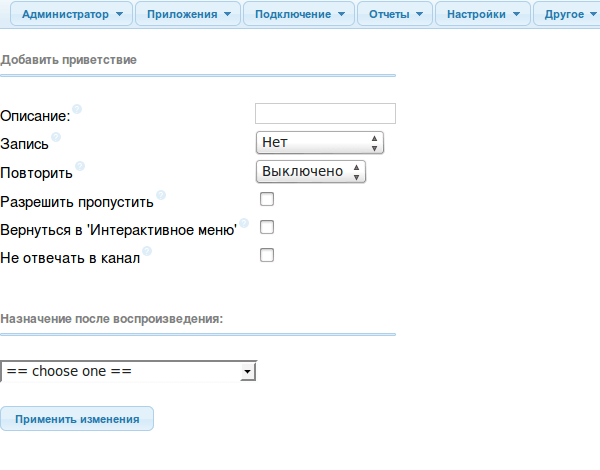 Администратор Приложения Подключение Отчеты Настройки Другое
Добавить приветствие
Описание:
Запись Нет
Повторить Выключено
Разрешить пропустить
Вернуться в 'Интерактивное меню'
Не отвечать в канал
Назначение после воспроизведения:
== choose one ==
Применить изменения